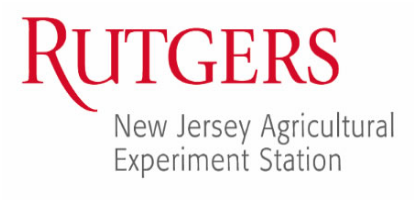 RUTGERS
New Jersey Agricultural
Experiment Station